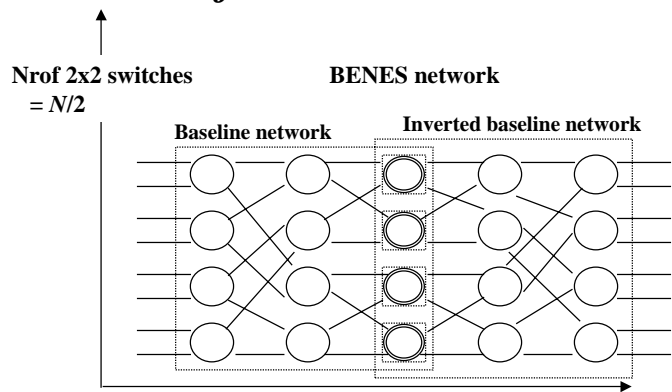 Nrof 2x2 switches
= N/2
BENES network
Baseline network
Inverted baseline network